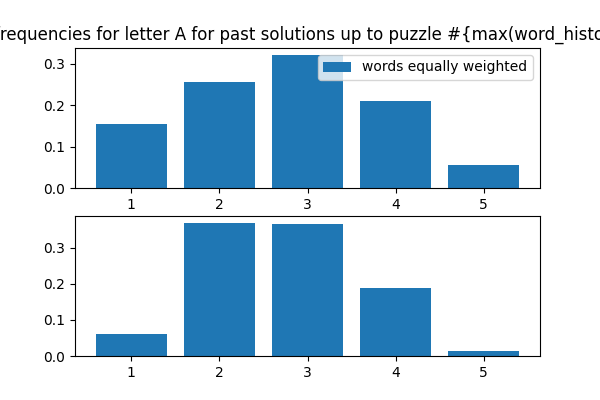 requencies for letter A for past solutions up to puzzle #{max(word_histo
words equally weighted
0.3
0.2
0.1
0.0
1 2 3 4 5
0.3
0.2
0.1
0.0
1 2 3 4 5